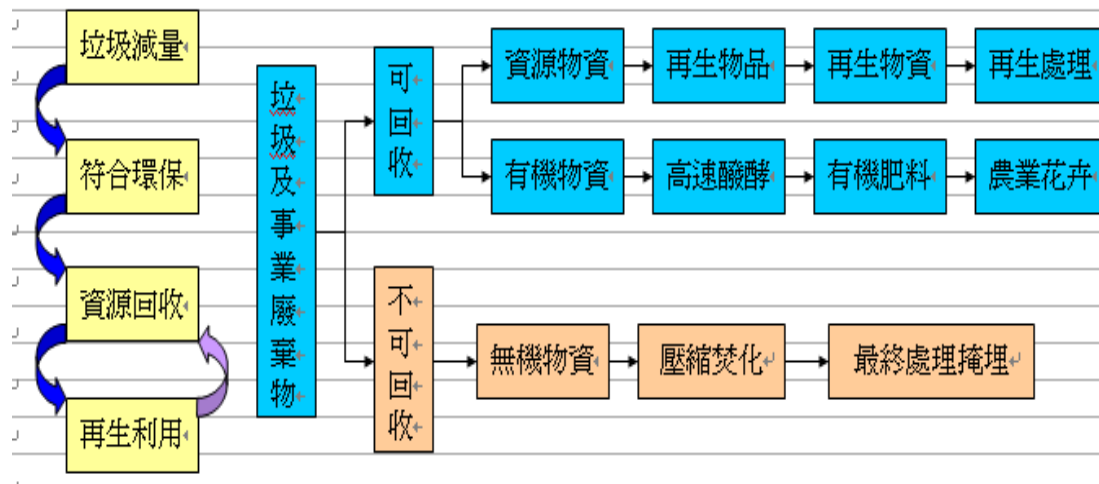 垃圾減量
符合環保
資源回收
再生利用
垃圾及事業廢棄物
可回收
資源物資
再生物品
再生物資
再生處理
有機物資
高速醱酵
有機肥料
農業花卉
不可回收
無機物資
壓縮焚化
最終處理掩埋